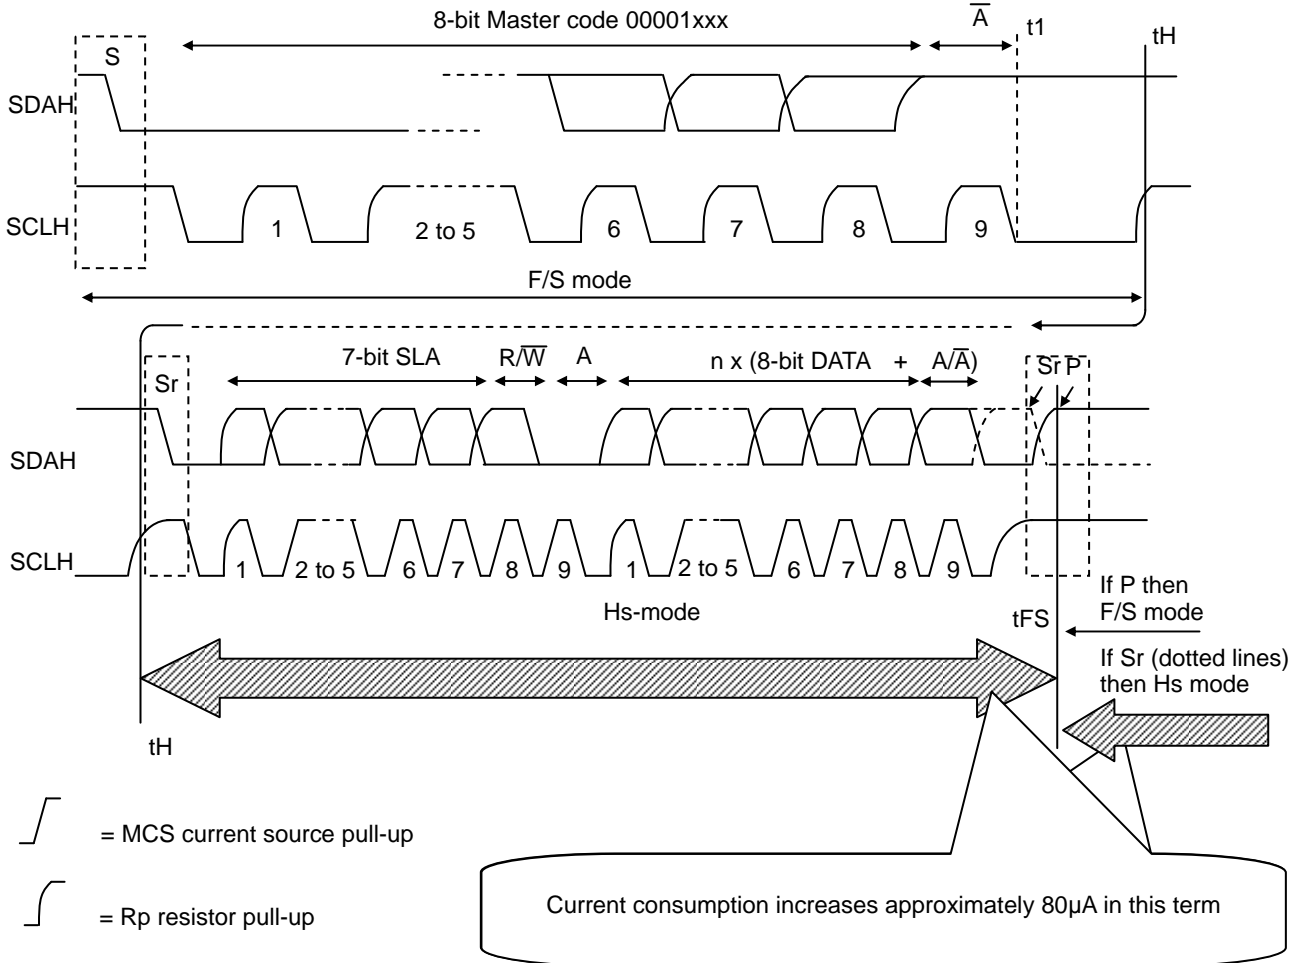 8-bit Master code 00001xxx
A̅
t1
tH
S
SDAH
SCLH
1
2 to 5
6
7
8
9
F/S mode
7-bit SLA
R/W̅
A
n x (8-bit DATA + A/A̅)
Sr
Sr P
SDAH
SCLH
1
2 to 5
6
7
8
9
1
2 to 5
6
7
8
9
Hs-mode
tFS
If P then
F/S mode
If Sr (dotted lines)
then Hs mode
tH
= MCS current source pull-up
= Rp resistor pull-up
Current consumption increases approximately 80µA in this term